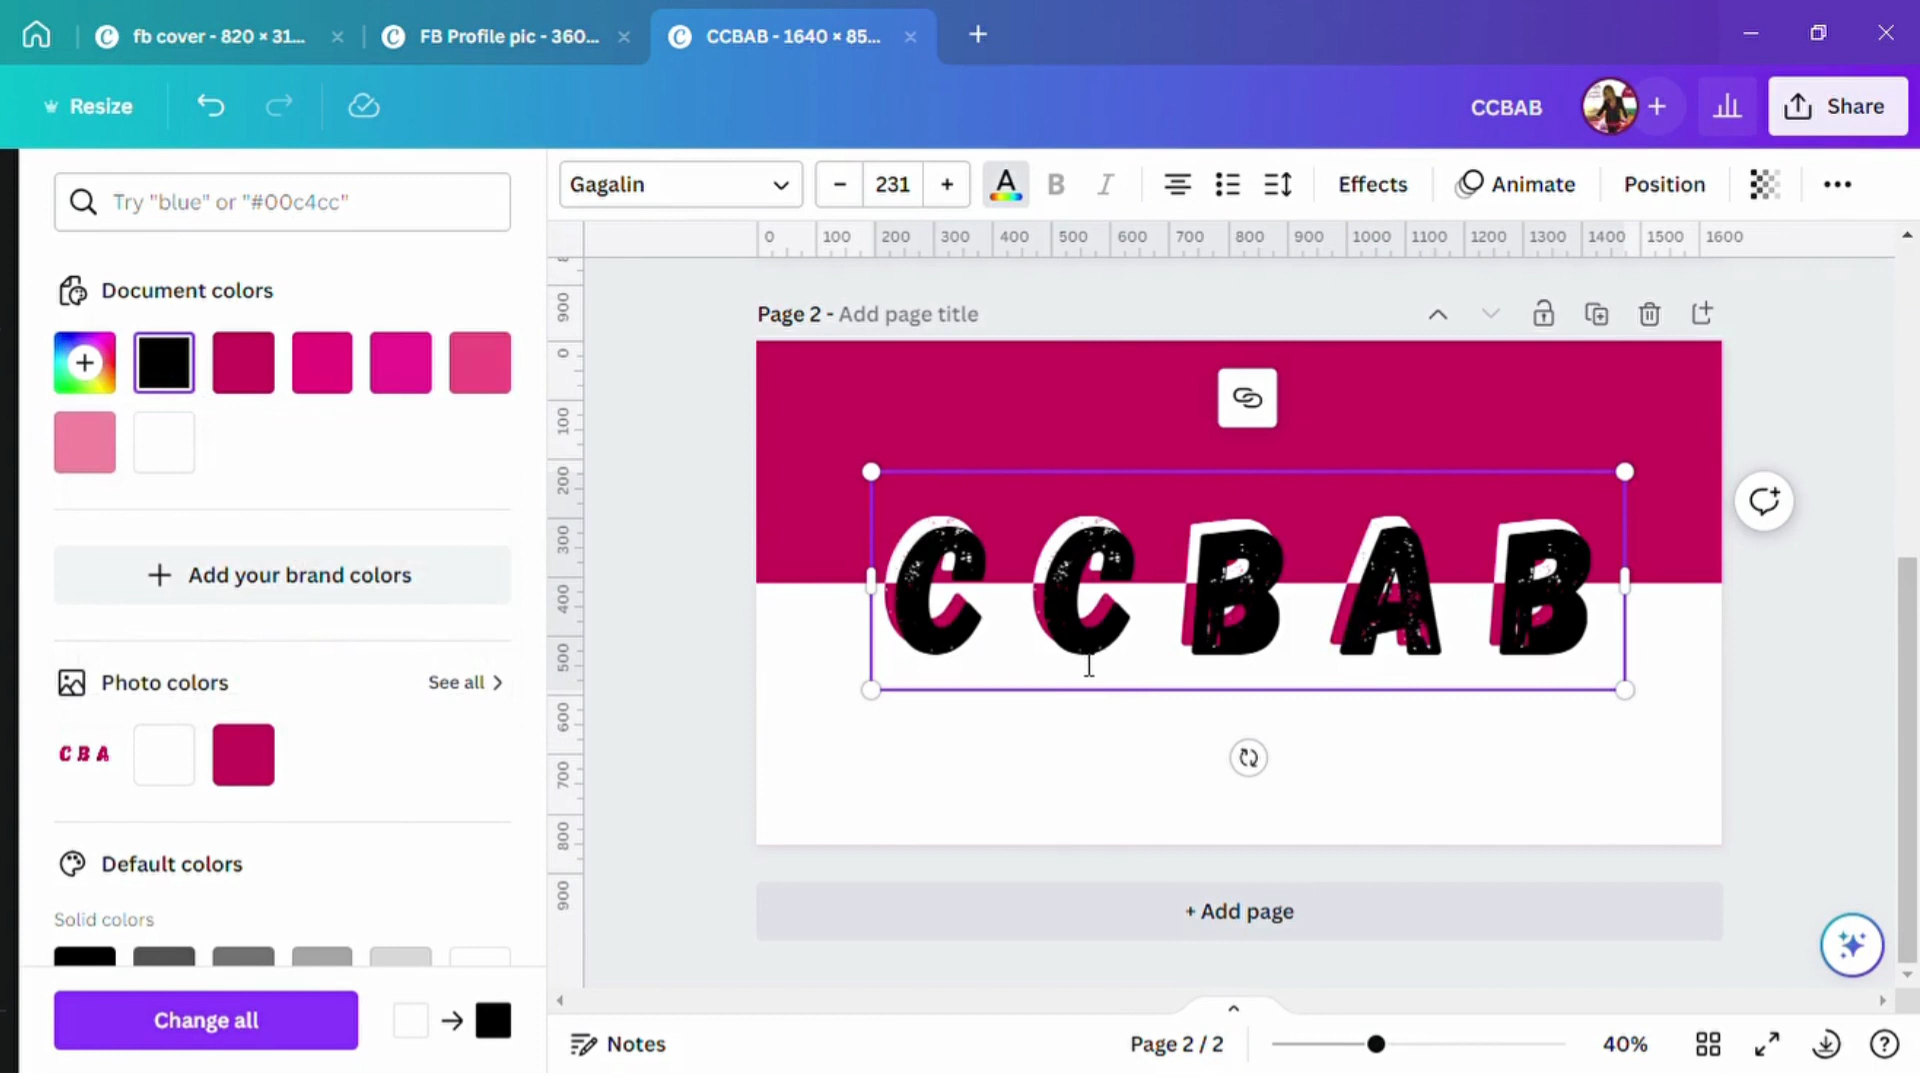 fb cover - 820 × 31...
FB Profile pic - 360...
CCBAB - 1640 × 85...
Resize
CCBAB
Share
Try "blue" or "#00c4cc"
Gagalin
231
Effects
Animate
Position
Document colors
0 100 200 300 400 500 600 700 800 900 1000 1100 1200 1300 1400 1500 1600
Page 2 - Add page title
900
0
100
200
300
400
500
600
700
800
900
CCBAB
Add your brand colors
Photo colors
See all
C B A
Default colors
Solid colors
+ Add page
Change all
Notes
Page 2 / 2
40%